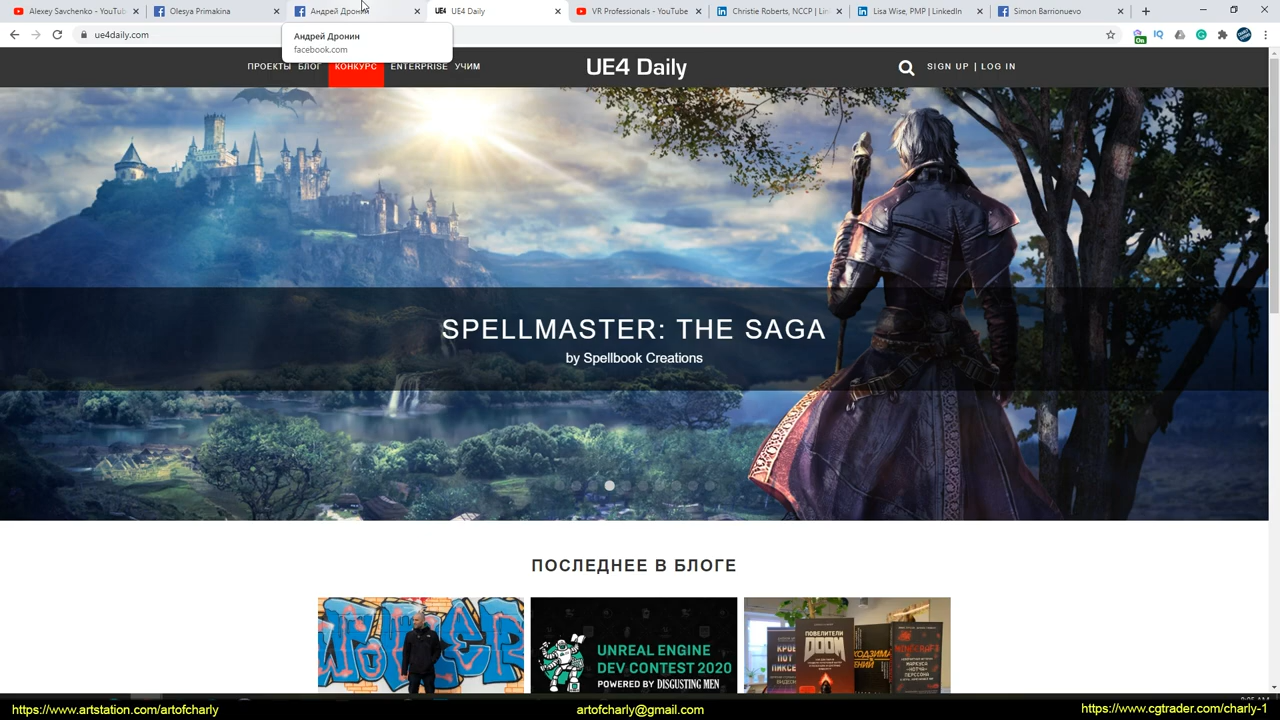 Alexey Savchenko - YouTub
Olesya Primakina
Андрей Дронин
UE4 Daily
VR Professionals - YouTube
Christie Roberts, NCCP | Lin
Lisa Wise, PMP | LinkedIn
Simon Barrionuevo
ue4daily.com
Андрей Дронин
facebook.com
ПРОЕКТЫ БЛОГ КОНКУРС ENTERPRISE УЧИМ
UE4 Daily
SIGN UP | LOG IN
SPELLMASTER: THE SAGA
by Spellbook Creations
ПОСЛЕДНЕЕ В БЛОГЕ
UNREAL ENGINE
DEV CONTEST 2020
POWERED BY DISGUSTING MEN
ПОВЕЛИТЕЛИ
DOOM
https://www.artstation.com/artofcharly
artofcharly@gmail.com
https://www.cgtrader.com/charly-1